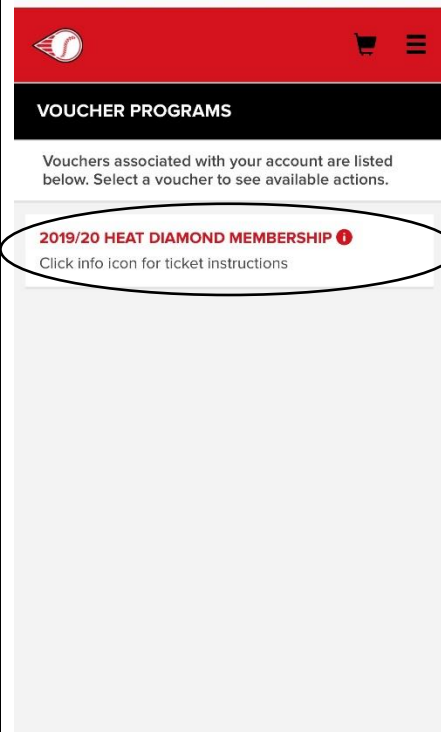 VOUCHER PROGRAMS
Vouchers associated with your account are listed
below. Select a voucher to see available actions.
2019/20 HEAT DIAMOND MEMBERSHIP i
Click info icon for ticket instructions